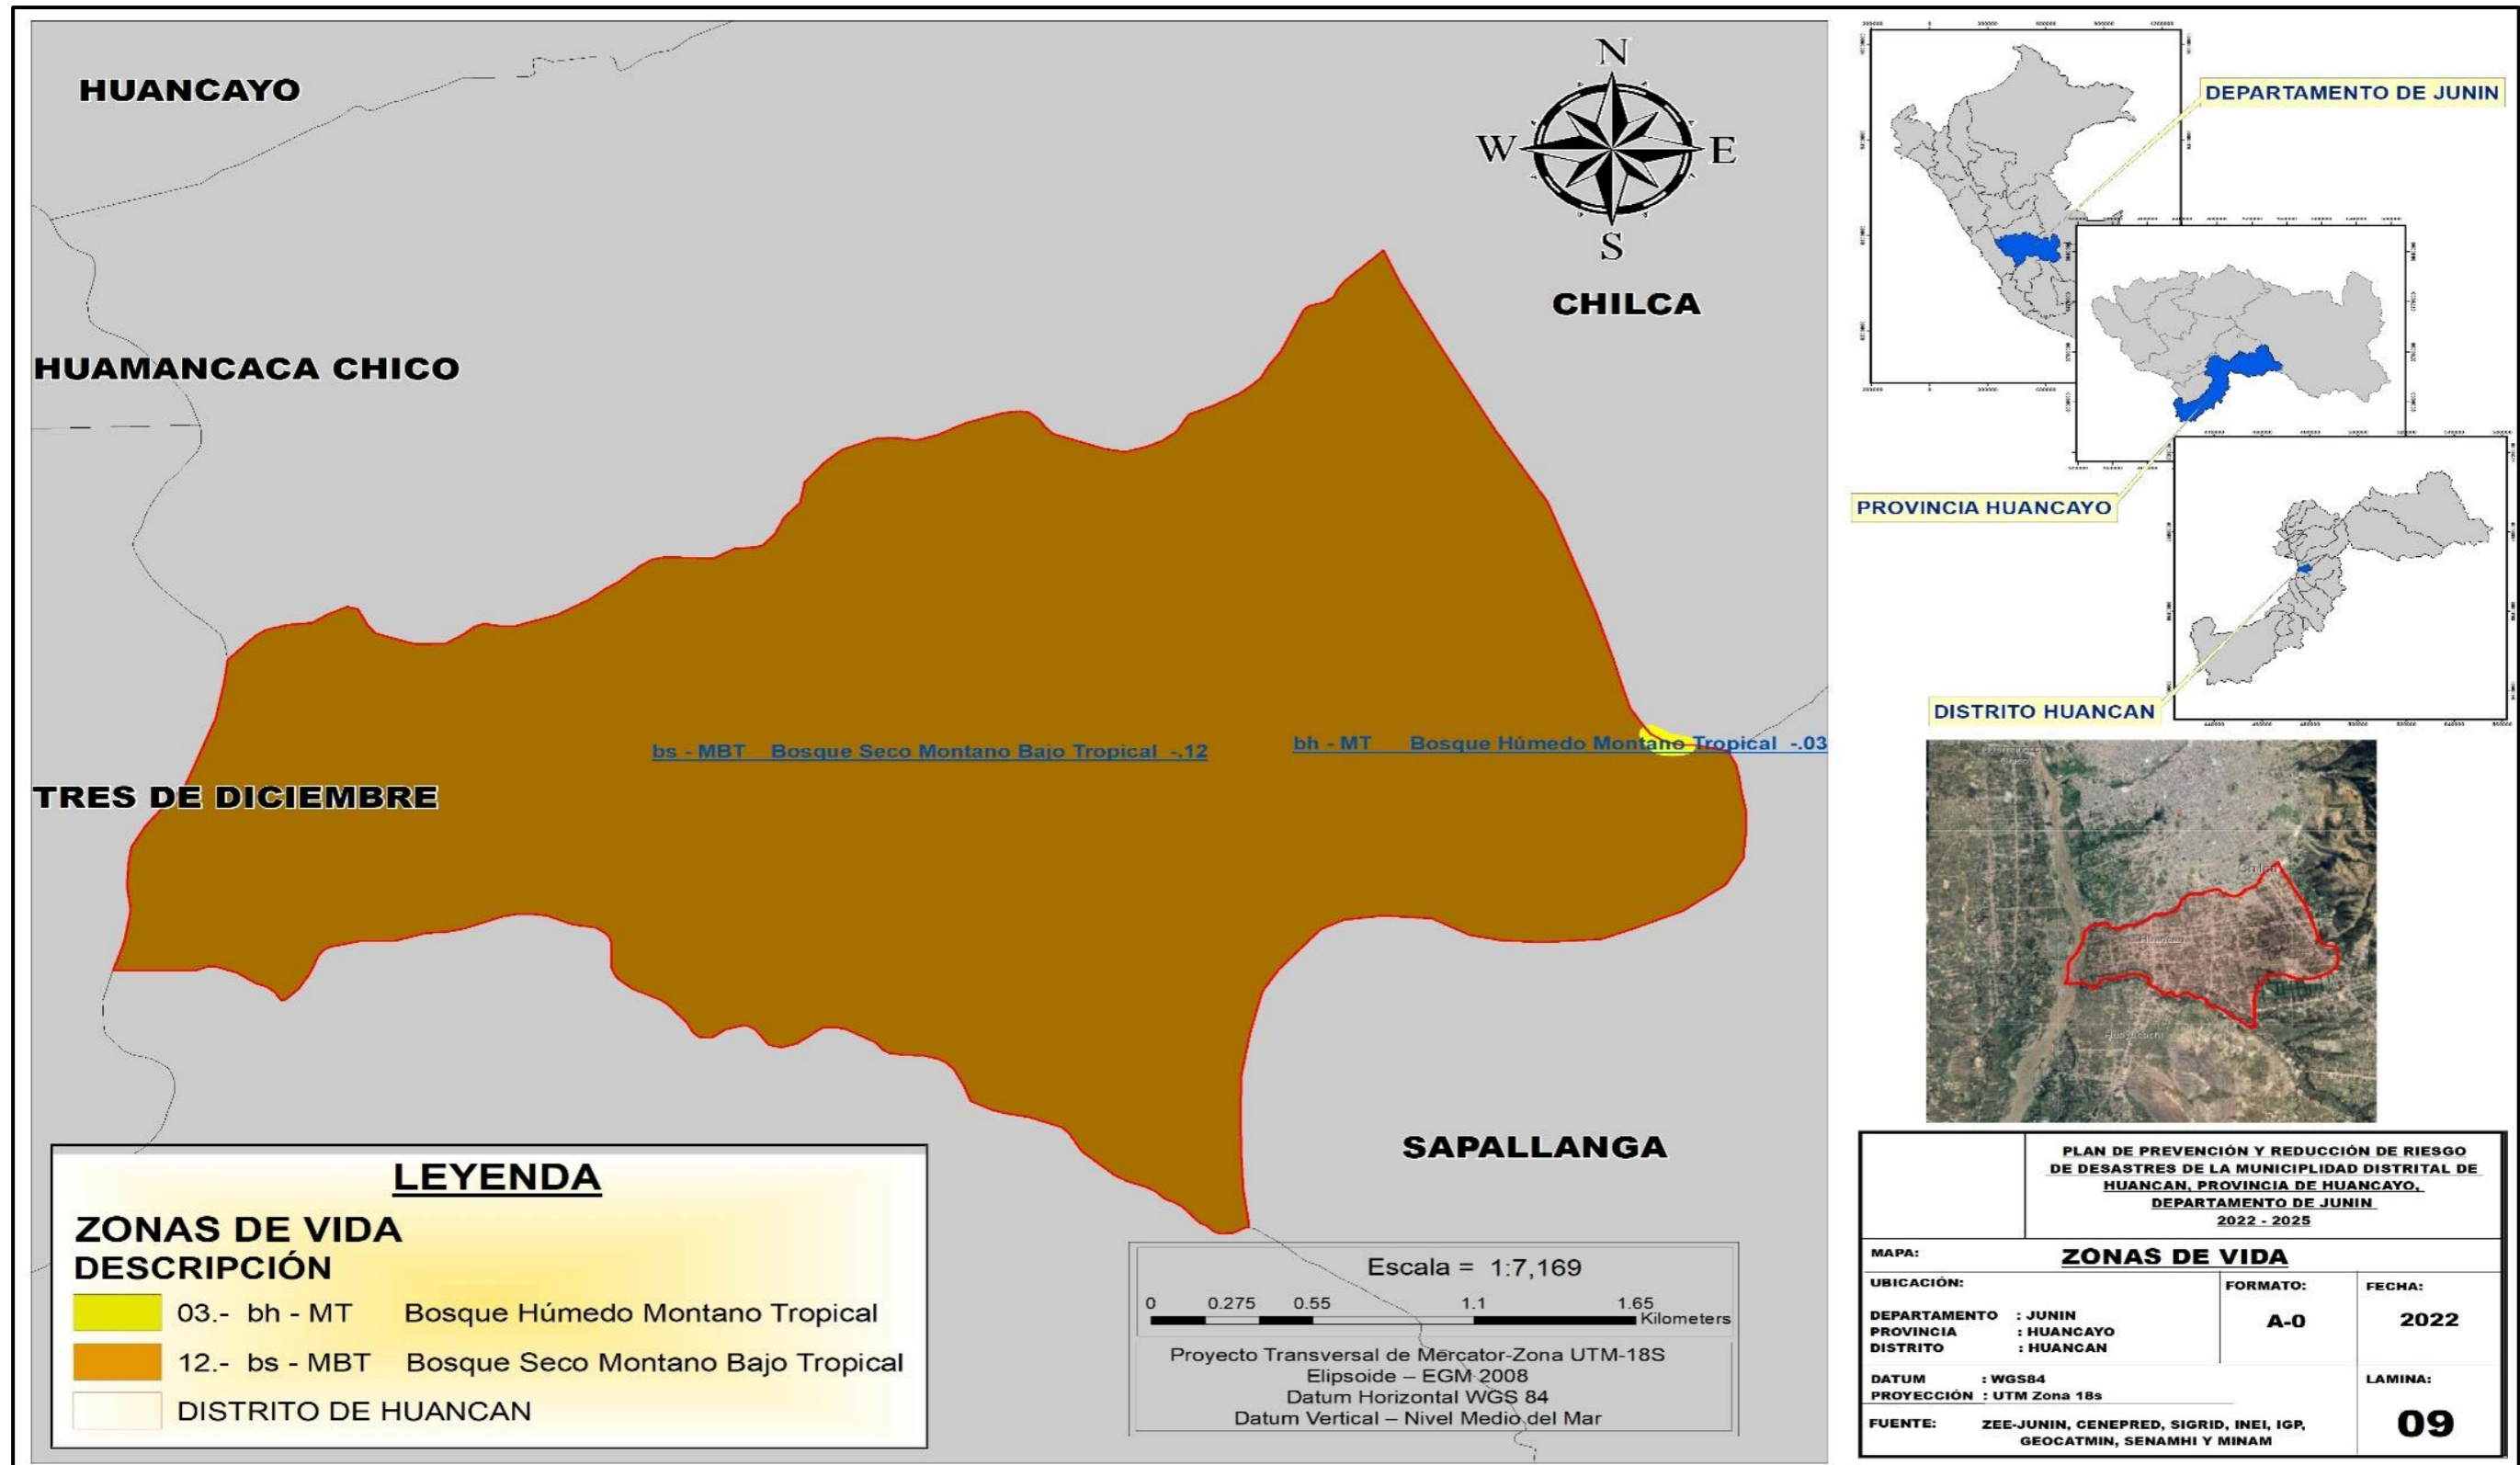 HUANCAYO
N
W
E
S
CHILCA
HUAMANCACA CHICO
bs - MBT    Bosque Seco Montano Bajo Tropical  -.12
bh - MT    Bosque Húmedo Montano Tropical  -.03
TRES DE DICIEMBRE
SAPALLANGA
LEYENDA
ZONAS DE VIDA
DESCRIPCIÓN
03.-  bh - MT    Bosque Húmedo Montano Tropical
12.-  bs - MBT    Bosque Seco Montano Bajo Tropical
DISTRITO DE HUANCAN
Escala =  1:7,169
0    0.275    0.55    1.1    1.65
Kilometers
Proyecto Transversal de Mercator-Zona UTM-18S
Elipsoide – EGM 2008
Datum Horizontal WGS 84
Datum Vertical – Nivel Medio del Mar
DEPARTAMENTO DE JUNIN
PROVINCIA HUANCAYO
DISTRITO HUANCAN
Chilca
Huancan
PLAN DE PREVENCIÓN Y REDUCCIÓN DE RIESGO
DE DESASTRES DE LA MUNICIPLIDAD DISTRITAL DE
HUANCAN, PROVINCIA DE HUANCAYO,
DEPARTAMENTO DE JUNIN
2022 - 2025
MAPA:    ZONAS DE VIDA
UBICACIÓN:
DEPARTAMENTO    : JUNIN
PROVINCIA    : HUANCAYO
DISTRITO    : HUANCAN
FORMATO:
A-0
FECHA:
2022
DATUM    : WGS84
PROYECCIÓN  : UTM Zona 18s
LAMINA:
09
FUENTE:    ZEE-JUNIN, CENEPRED, SIGRID, INEI, IGP,
GEOCATMIN, SENAMHI Y MINAM